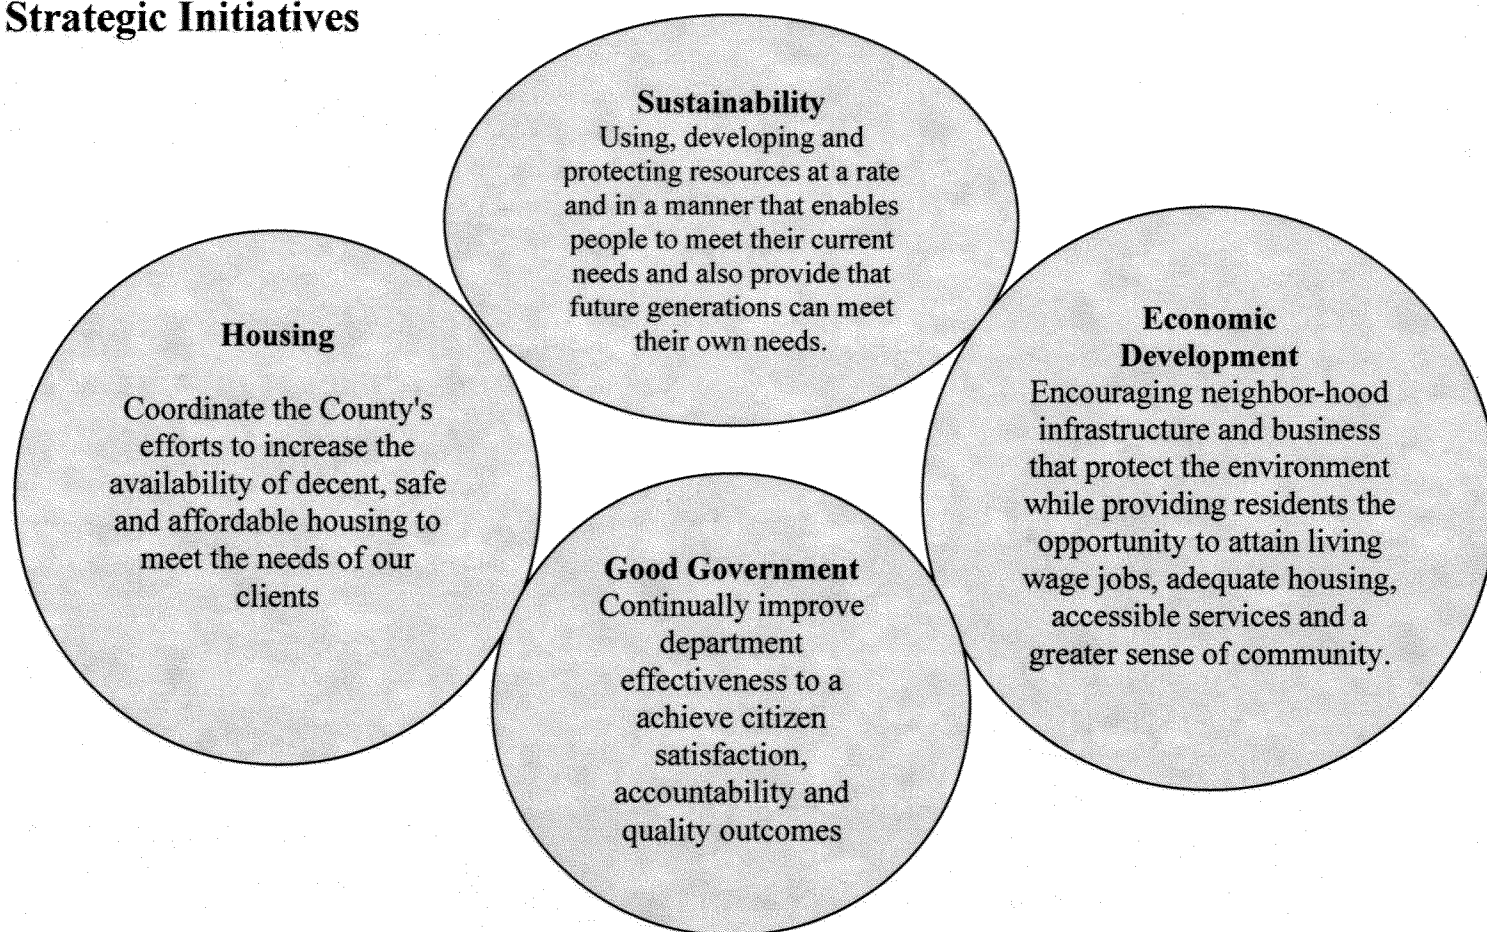 Strategic Initiatives
Sustainability
Using, developing and
protecting resources at a rate
and in a manner that enables
people to meet their current
needs and also provide that
future generations can meet
their own needs.
Housing
Coordinate the County's
efforts to increase the
availability of decent, safe
and affordable housing to
meet the needs of our
clients
Economic
Development
Encouraging neighbor-hood
infrastructure and business
that protect the environment
while providing residents the
opportunity to attain living
wage jobs, adequate housing,
accessible services and a
greater sense of community.
Good Government
Continually improve
department
effectiveness to a
achieve citizen
satisfaction,
accountability and
quality outcomes